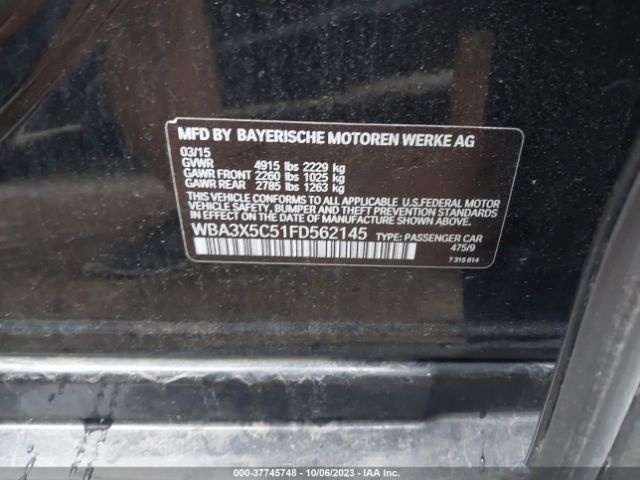 MFD BY BAYERISCHE MOTOREN WERKE AG
03/15
GVWR 4915 lbs 2229 kg
GAWR FRONT 2260 lbs 1025 kg
GAWR REAR 2785 lbs 1263 kg
THIS VEHICLE CONFORMS TO ALL APPLICABLE U.S.FEDERAL MOTOR
VEHICLE SAFETY, BUMPER, AND THEFT PREVENTION STANDARDS
IN EFFECT ON THE DATE OF MANUFACTURE SHOWN ABOVE.
WBA3X5C51FD562145 TYPE: PASSENGER CAR
475/9
7 315 014
000-37745748 - 10/06/2023 - IAA Inc.